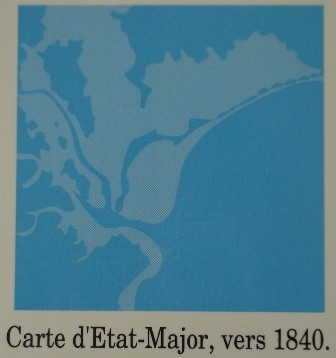 Carte d'Etat-Major, vers 1840.